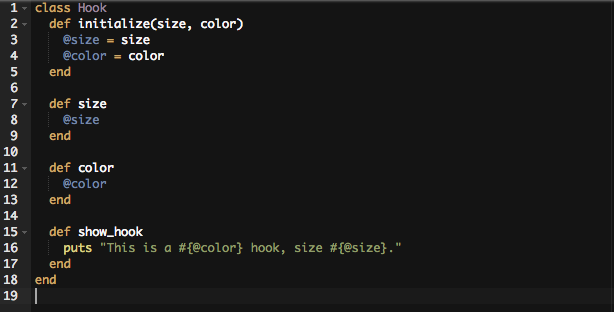 1 class Hook
2   def initialize(size, color)
3     @size = size
4     @color = color
5   end
6
7   def size
8     @size
9   end
10
11   def color
12     @color
13   end
14
15   def show_hook
16     puts "This is a #{@color} hook, size #{@size}."
17   end
18 end
19